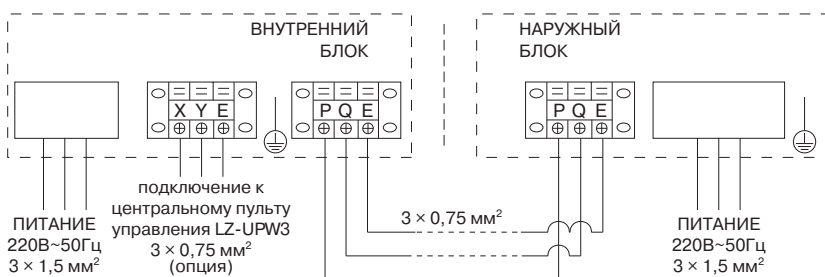 ВНУТРЕННИЙ
БЛОК
НАРУЖНЫЙ
БЛОК
X Y E
P Q E
P Q E
подключение к
центральному пульту
управления LZ-UPW3
3 × 0,75 мм²
(опция)
3 × 0,75 мм²
ПИТАНИЕ
220В~50Гц
3 × 1,5 мм²
ПИТАНИЕ
220В~50Гц
3 × 1,5 мм²